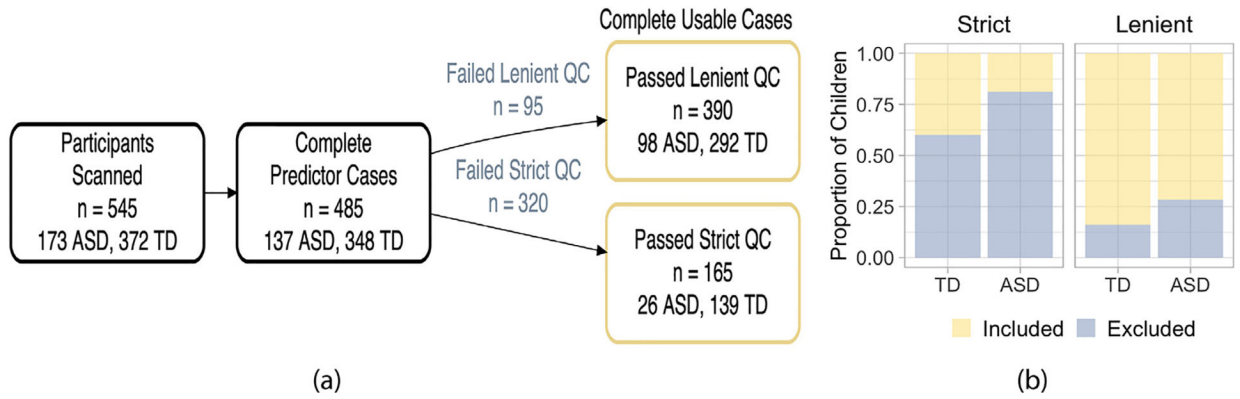 Participants
Scanned
n = 545
173 ASD, 372 TD
Complete
Predictor Cases
n = 485
137 ASD, 348 TD
Failed Lenient QC
n = 95
Failed Strict QC
n = 320
Complete Usable Cases
Passed Lenient QC
n = 390
98 ASD, 292 TD
Passed Strict QC
n = 165
26 ASD, 139 TD
(a)
Strict
Lenient
Proportion of Children
1.00
0.75
0.50
0.25
0.00
TD
ASD
TD
ASD
Included
Excluded
(b)